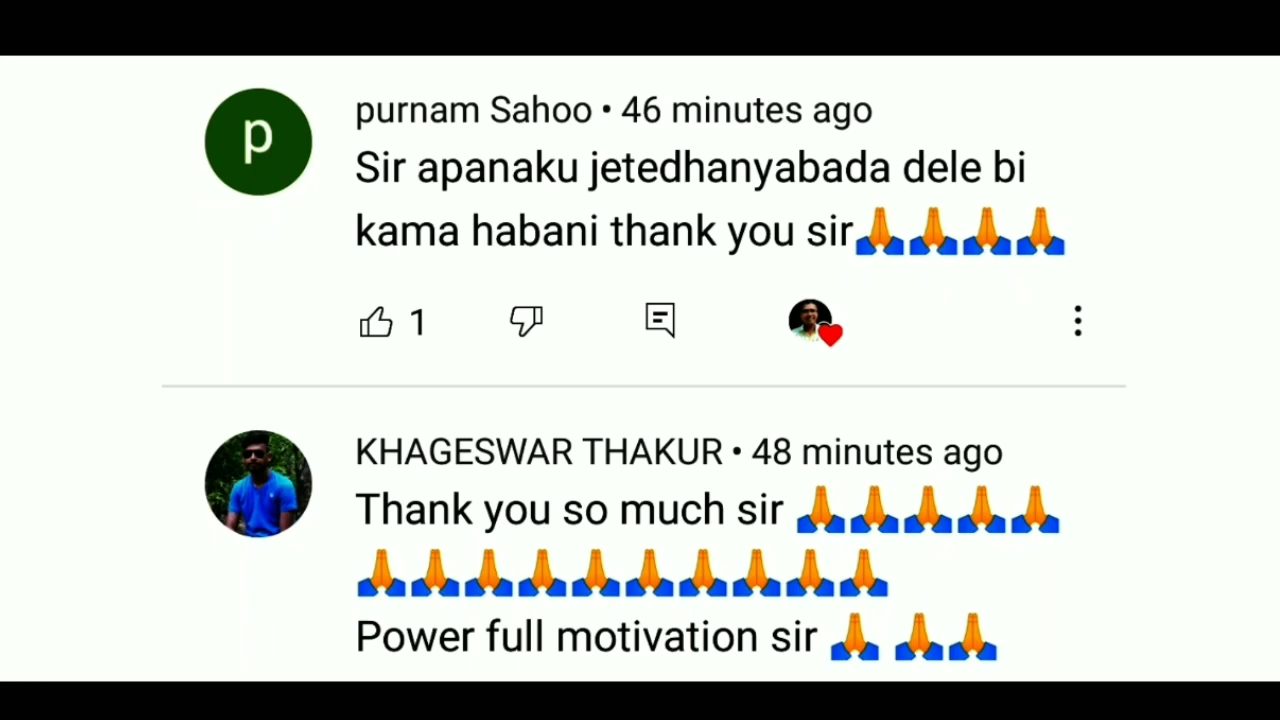 p
purnam Sahoo • 46 minutes ago
Sir apanaku jetedhanyabada dele bi
kama habani thank you sir🙏🙏🙏🙏
1
KHAGESWAR THAKUR • 48 minutes ago
Thank you so much sir 🙏🙏🙏🙏🙏
🙏🙏🙏🙏🙏🙏🙏🙏🙏🙏
Power full motivation sir 🙏 🙏🙏